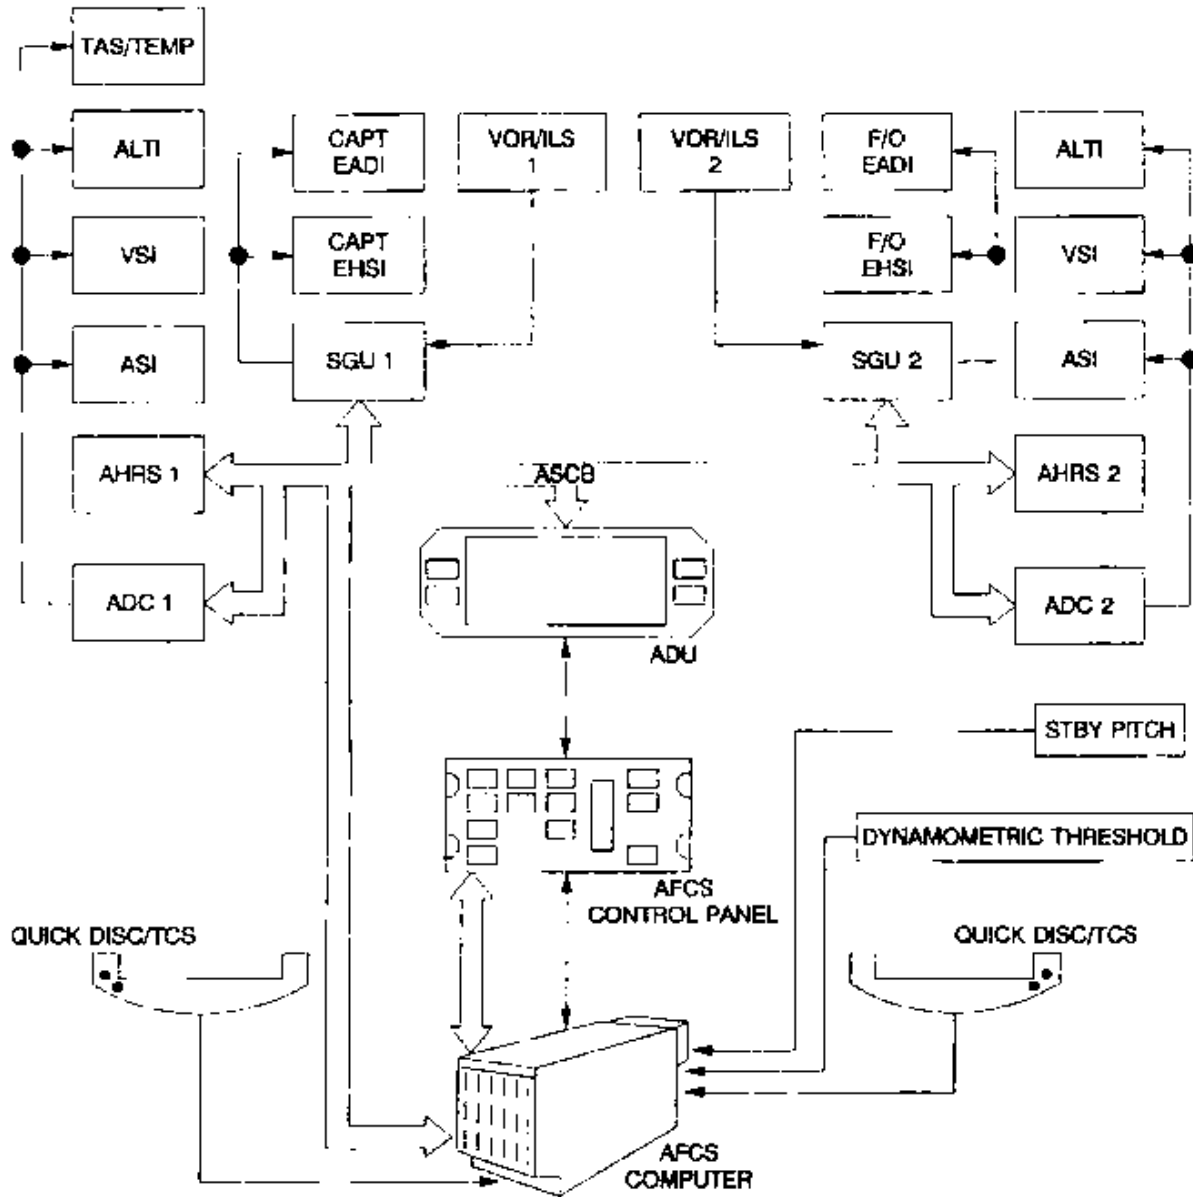 TAS/TEMP
ALTI
CAPT
EADI
VOR/ILS
1
VOR/ILS
2
F/O
EADI
ALTI
VSI
CAPT
EHSI
F/O
EHSI
VSI
ASI
SGU 1
SGU 2
ASI
AHRS 1
ASCB
AHRS 2
ADC 1
ADC 2
ADU
STBY PITCH
DYNAMOMETRIC THRESHOLD
AFCS
CONTROL PANEL
QUICK DISC/TCS
QUICK DISC/TCS
AFCS
COMPUTER